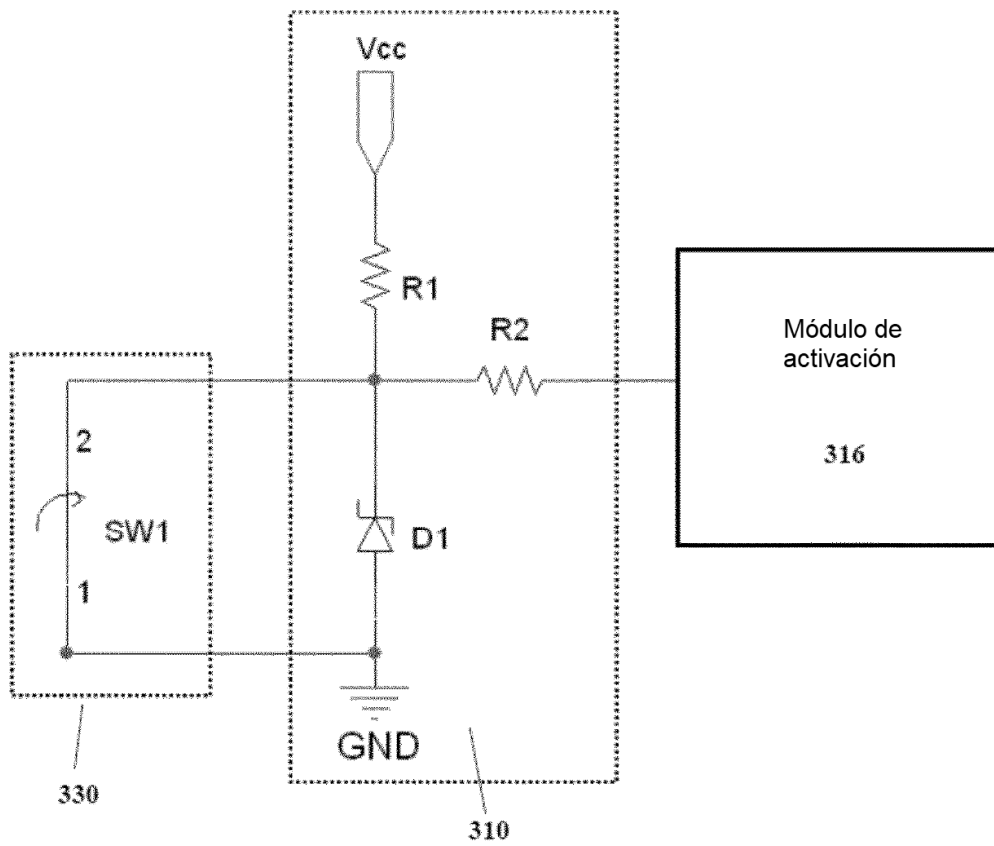 Vcc
R1
R2
Módulo de
activación
316
2
SW1
D1
1
GND
330
310